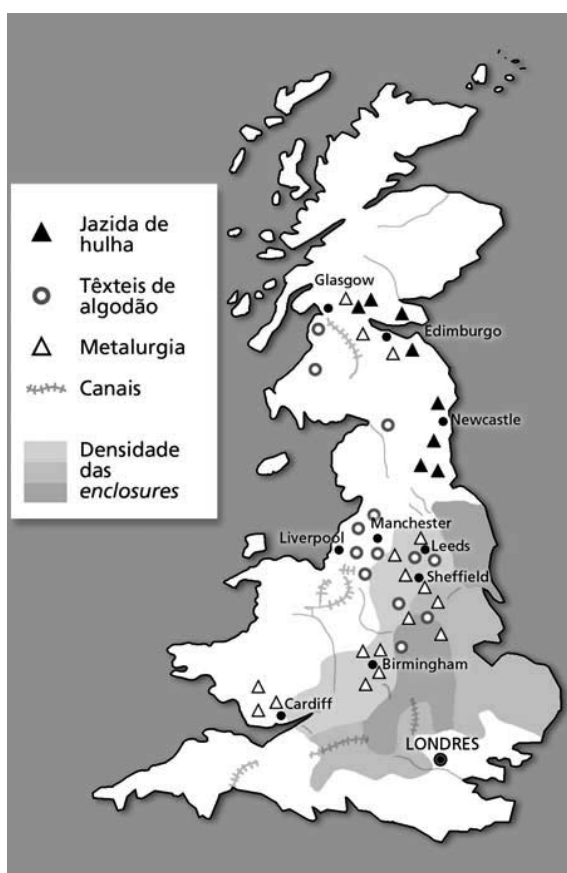 Jazida de
hulha
Têxteis de
algodão
Metalurgia
Canais
Densidade
das
enclosures
Glasgow
Edimburgo
Newcastle
Manchester
Liverpool
Leeds
Sheffield
Birmingham
Cardiff
LONDRES